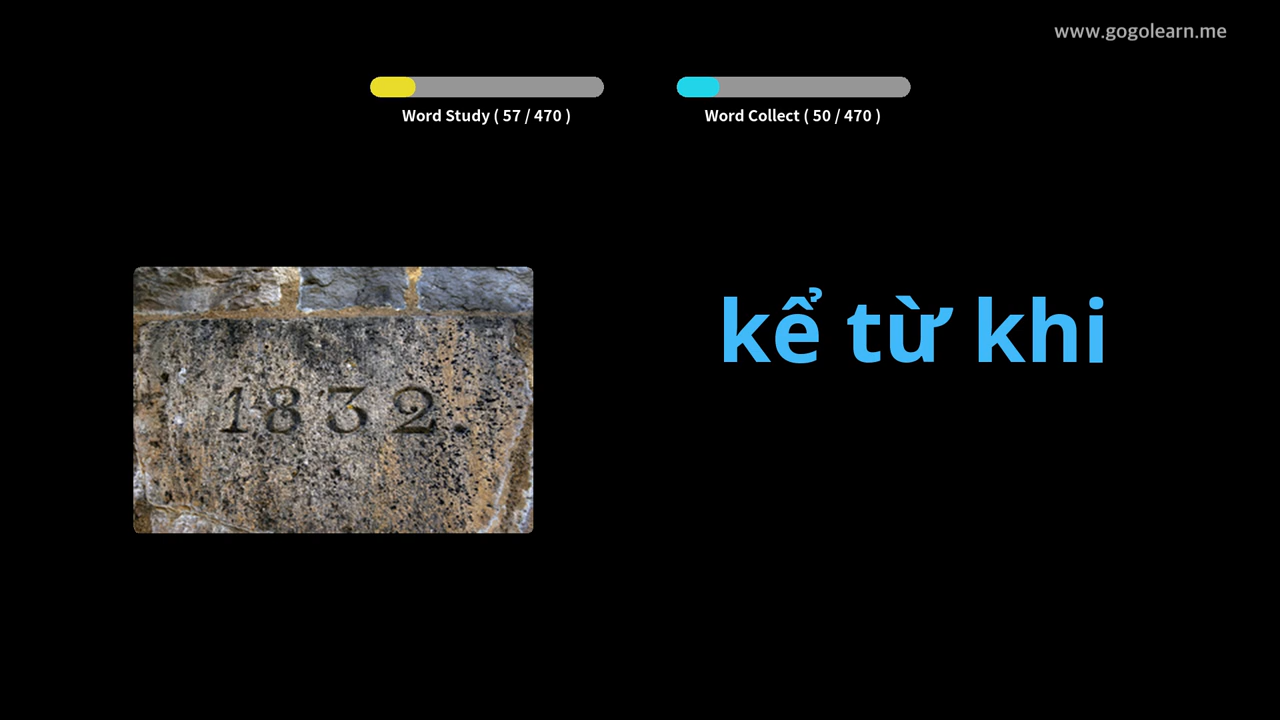 www.gogolearn.me
Word Study ( 57 / 470 )
Word Collect ( 50 / 470 )
kể từ khi
1832.